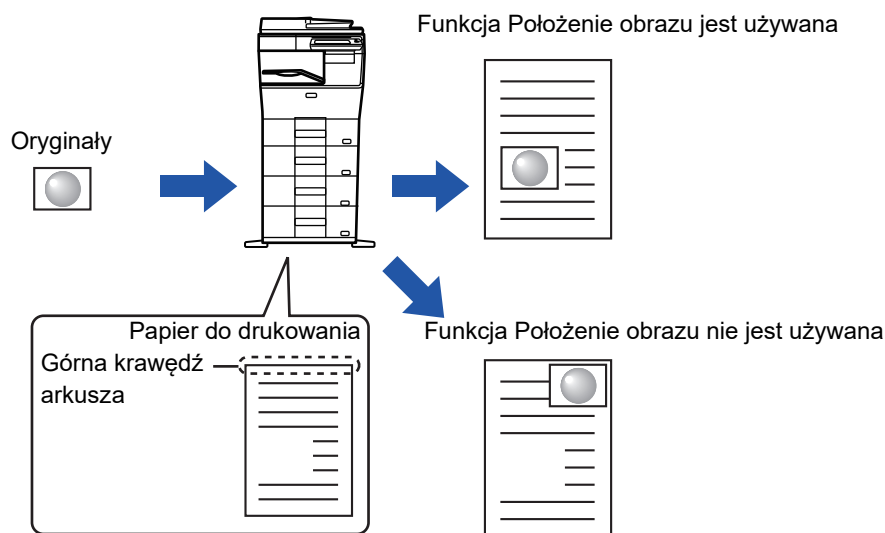 Funkcja Położenie obrazu jest używana
Oryginały
Papier do drukowania
Górna krawędź
arkusza
Funkcja Położenie obrazu nie jest używana